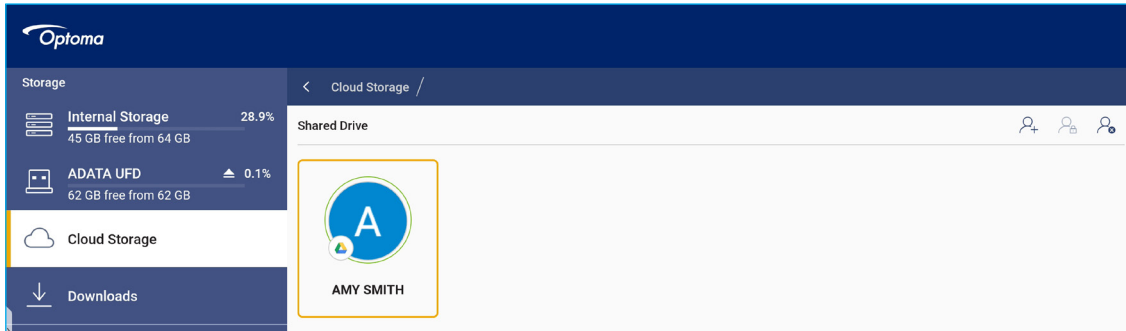 Optoma
Storage
Internal Storage 28.9%
45 GB free from 64 GB
ADATA UFD 0.1%
62 GB free from 62 GB
Cloud Storage
Downloads
Cloud Storage /
Shared Drive
A
AMY SMITH